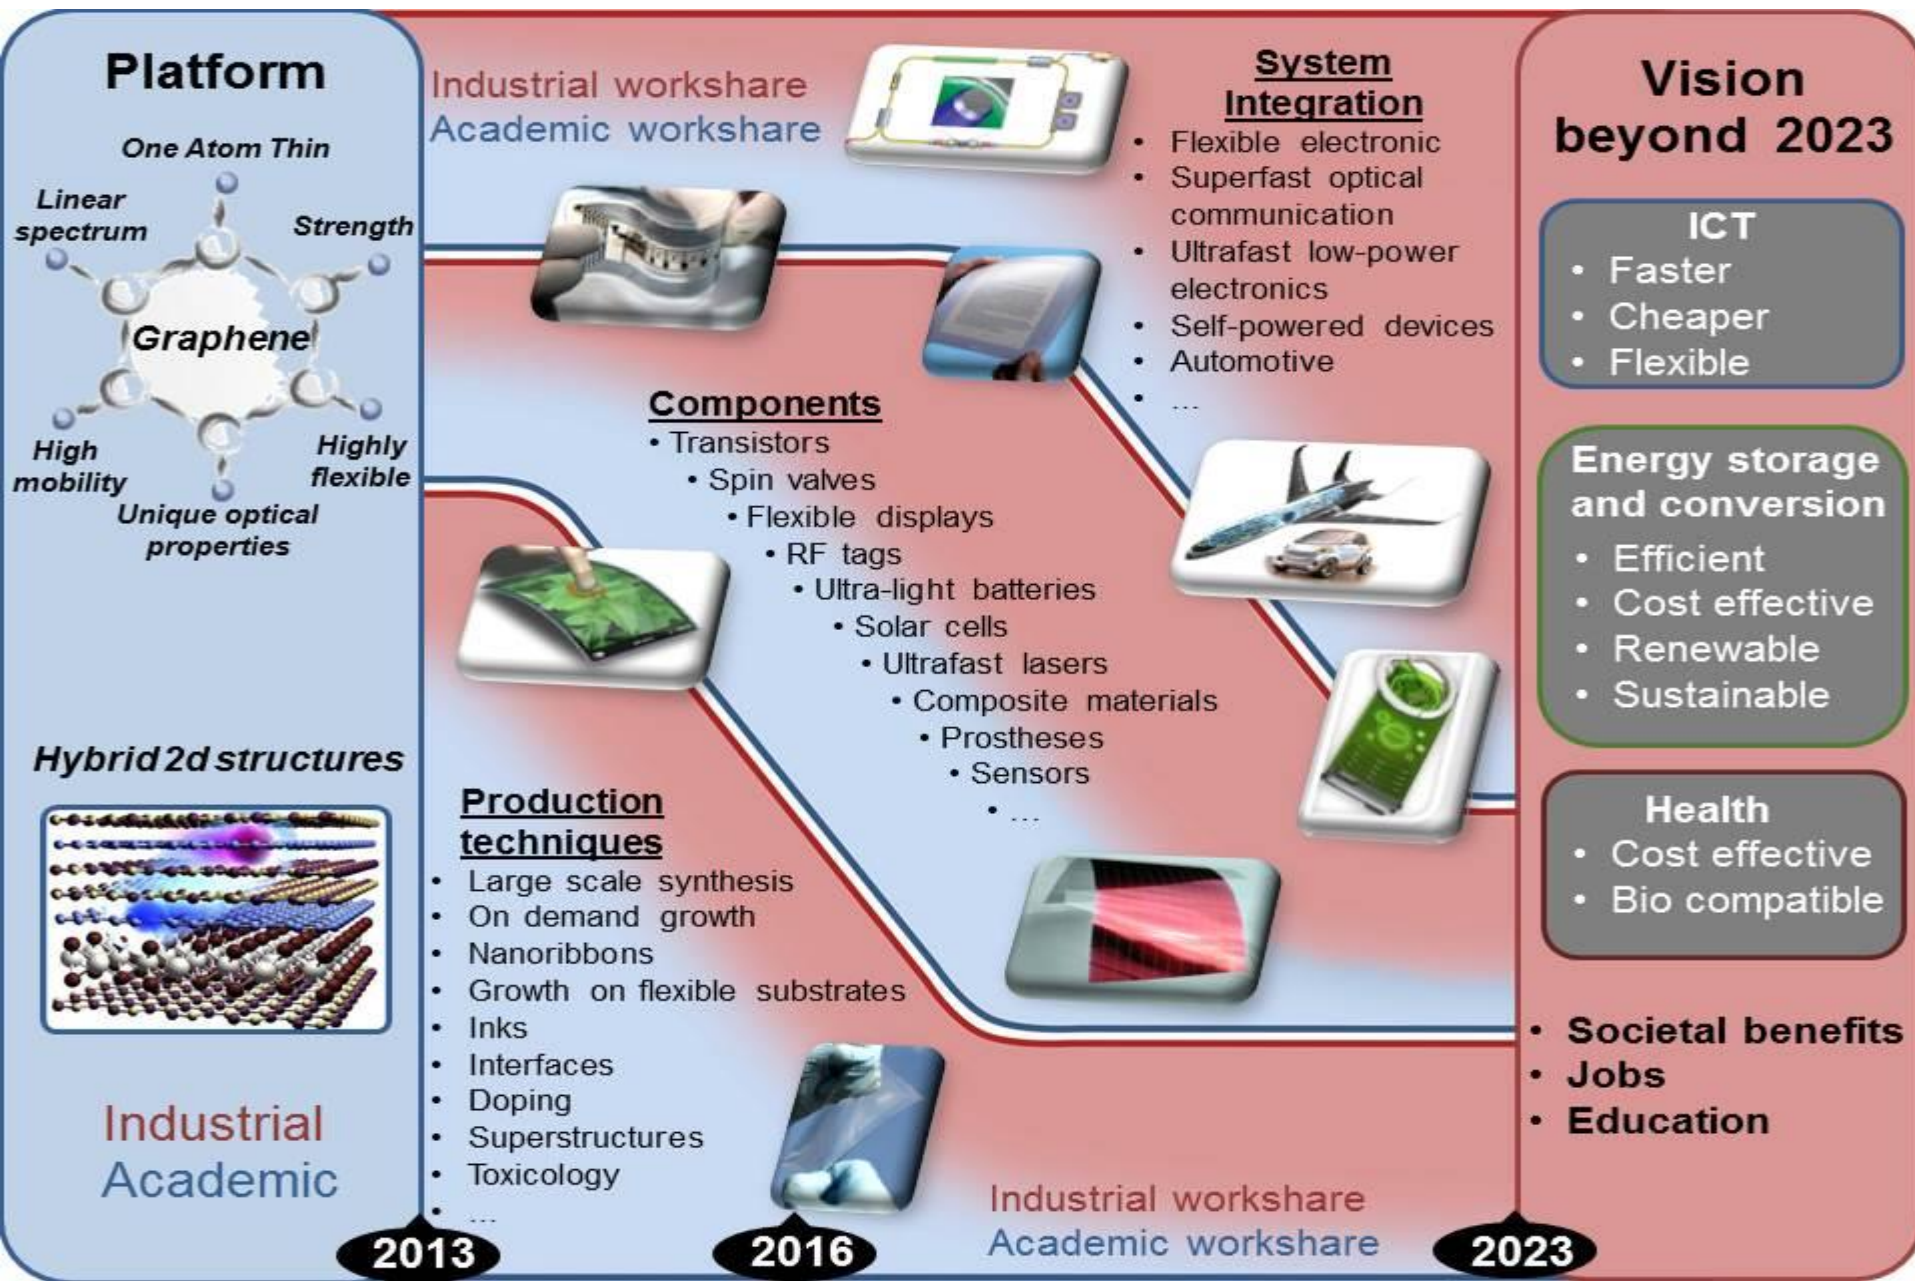 Platform
One Atom Thin
Linear
spectrum
Strength
Graphene
High
mobility
Highly
flexible
Unique optical
properties
Hybrid 2d structures
Industrial
Academic
Industrial workshare
Academic workshare
System
Integration
• Flexible electronic
• Superfast optical
communication
• Ultrafast low-power
electronics
• Self-powered devices
• Automotive
• ...
Components
• Transistors
• Spin valves
• Flexible displays
• RF tags
• Ultra-light batteries
• Solar cells
• Ultrafast lasers
• Composite materials
• Prostheses
• Sensors
• ...
Production
techniques
• Large scale synthesis
• On demand growth
• Nanoribbons
• Growth on flexible substrates
• Inks
• Interfaces
• Doping
• Superstructures
• Toxicology
• ...
Industrial workshare
Academic workshare
2013
2016
2023
Vision
beyond 2023
ICT
• Faster
• Cheaper
• Flexible
Energy storage
and conversion
• Efficient
• Cost effective
• Renewable
• Sustainable
Health
• Cost effective
• Bio compatible
• Societal benefits
• Jobs
• Education